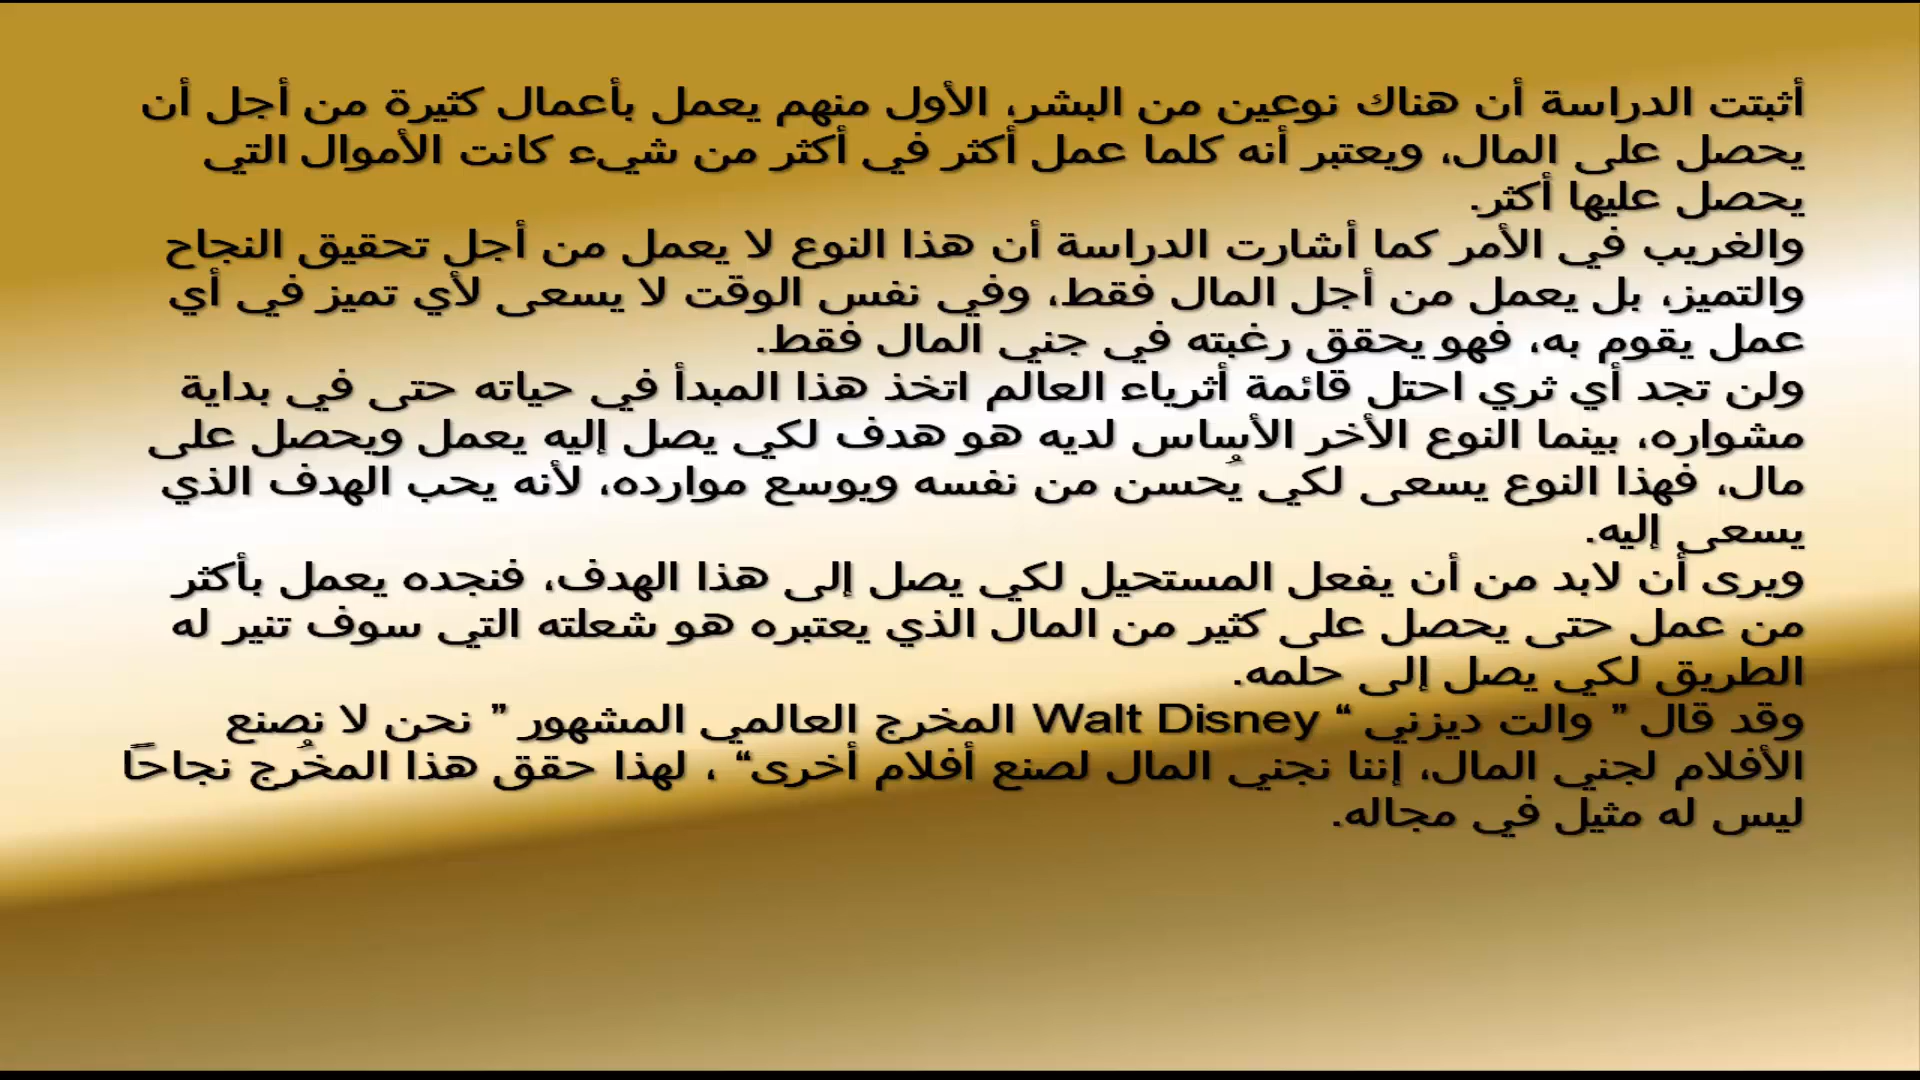 أثبتت الدراسة أن هناك نوعين من البشر، الأول منهم يعمل بأعمال كثيرة من أجل أن
يحصل على المال، ويعتبر أنه كلما عمل أكثر في أكثر من شيء كانت الأموال التي
يحصل عليها أكثر.
والغريب في الأمر كما أشارت الدراسة أن هذا النوع لا يعمل من أجل تحقيق النجاح
والتميز، بل يعمل من أجل المال فقط، وفي نفس الوقت لا يسعى لأي تميز في أي
عمل يقوم به، فهو يحقق رغبته في جني المال فقط.
ولن تجد أي ثري احتل قائمة أثرياء العالم اتخذ هذا المبدأ في حياته حتى في بداية
مشواره، بينما النوع الأخر الأساس لديه هو هدف لكي يصل إليه يعمل ويحصل على
مال، فهذا النوع يسعى لكي يُحسن من نفسه ويوسع موارده، لأنه يحب الهدف الذي
يسعى إليه.
ويرى أن لابد من أن يفعل المستحيل لكي يصل إلى هذا الهدف، فنجده يعمل بأكثر
من عمل حتى يحصل على كثير من المال الذي يعتبره هو شعلته التي سوف تنير له
الطريق لكي يصل إلى حلمه.
وقد قال ” والت ديزني “ Walt Disney المخرج العالمي المشهور ” نحن لا نصنع
الأفلام لجني المال، إننا نجني المال لصنع أفلام أخرى“ ، لهذا حقق هذا المخُرج نجاحًا
ليس له مثيل في مجاله.